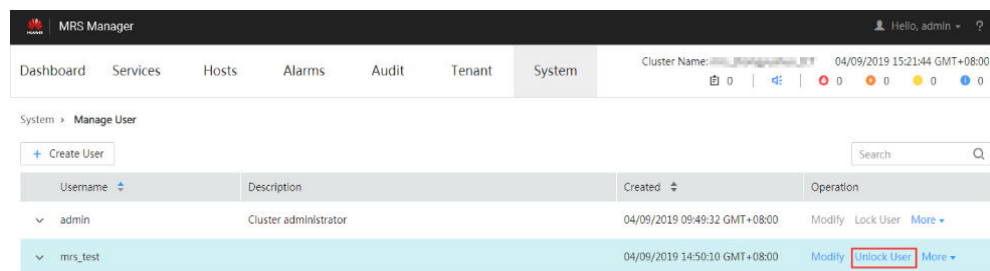 HUAWEI MRS Manager Hello, admin ?
Dashboard Services Hosts Alarms Audit Tenant System Cluster Name: 04/09/2019 15:21:44 GMT+08:00
0 0 0 0 0
System › Manage User
+ Create User Search
Username Description Created Operation
admin Cluster administrator 04/09/2019 09:49:32 GMT+08:00 Modify Lock User More
mrs_test 04/09/2019 14:50:10 GMT+08:00 Modify Unlock User More